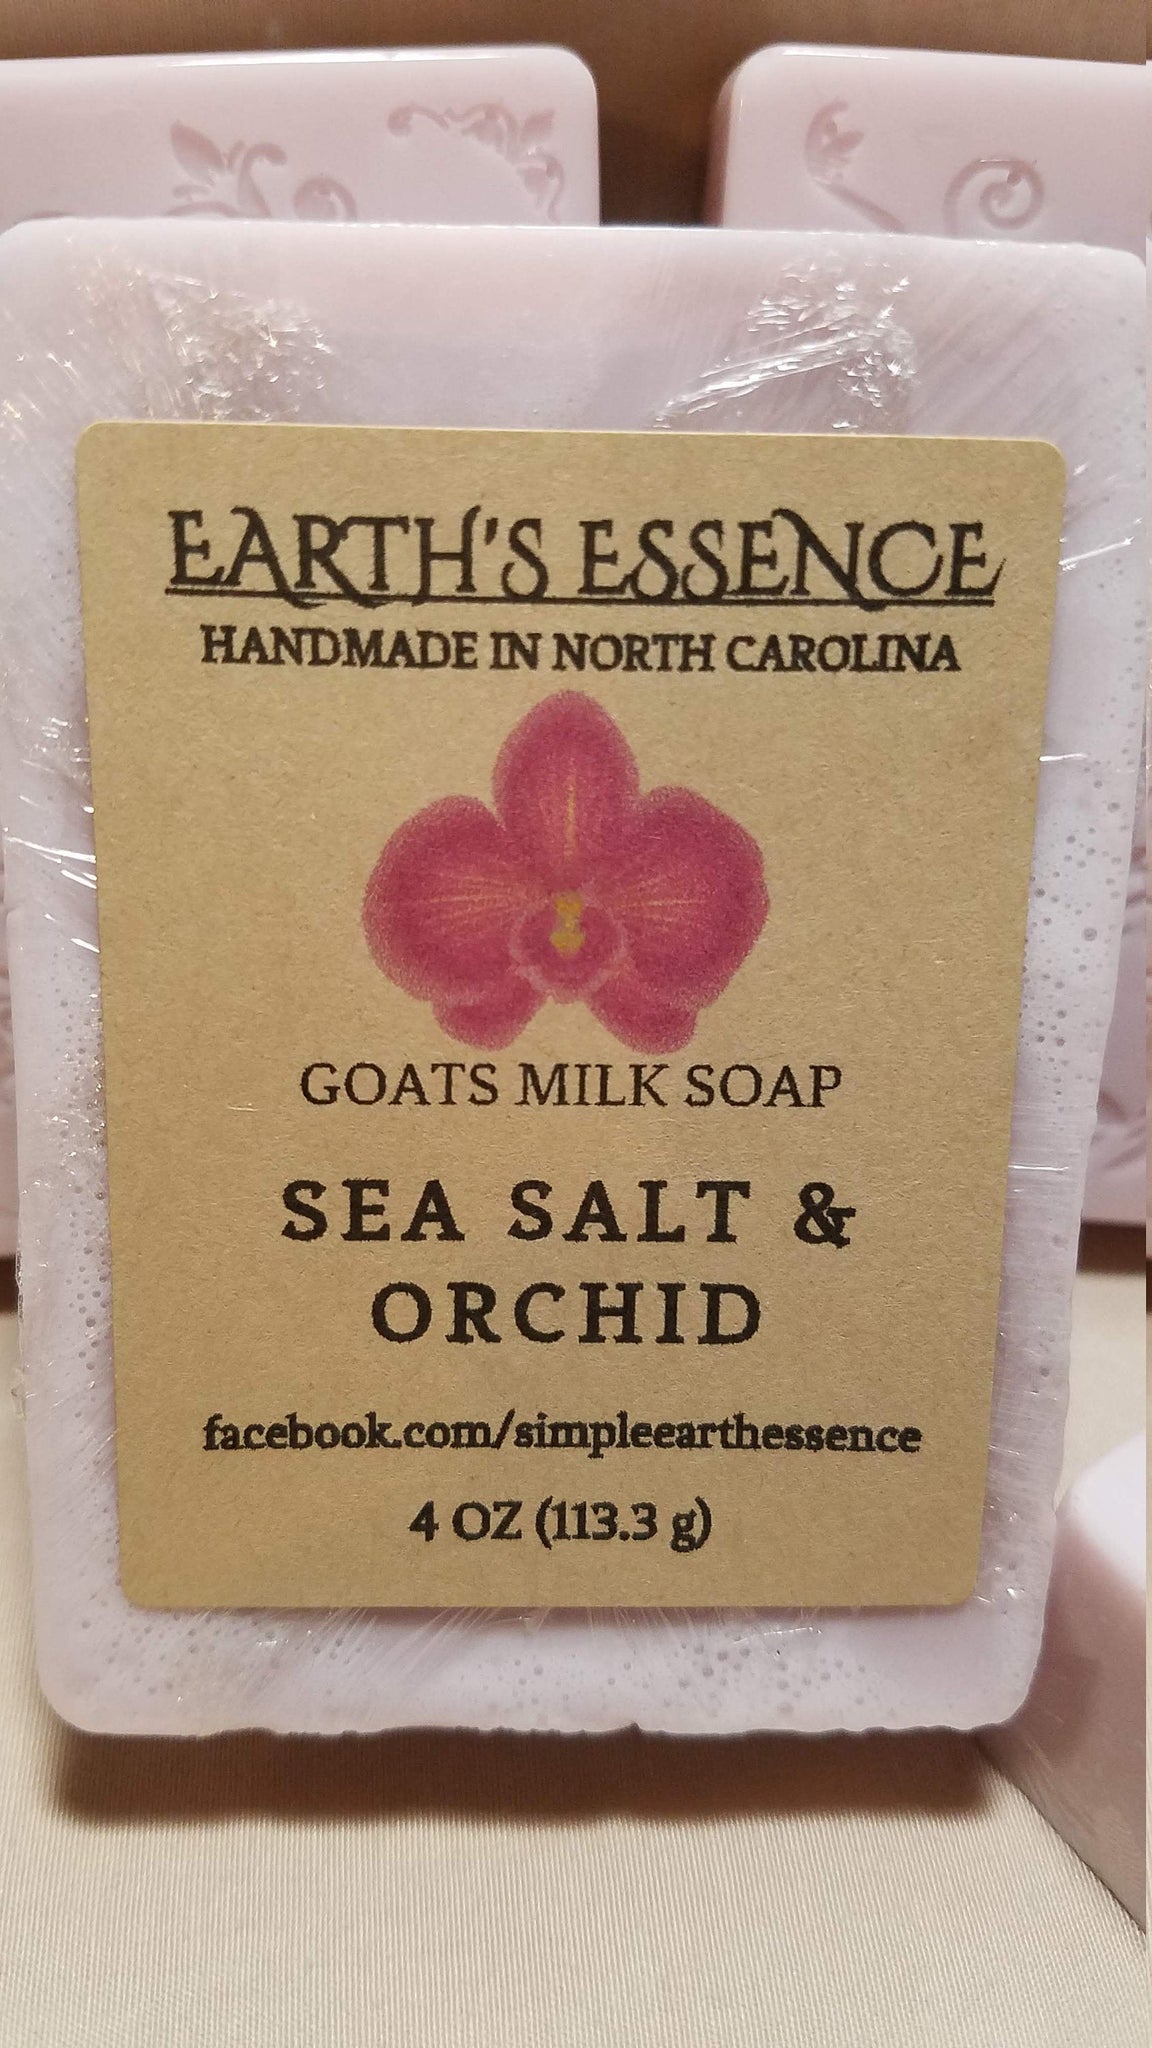 EARTH'S ESSENCE
HANDMADE IN NORTH CAROLINA
GOATS MILK SOAP
SEA SALT &
ORCHID
facebook.com/simpleearthessence
4 OZ (113.3 g)